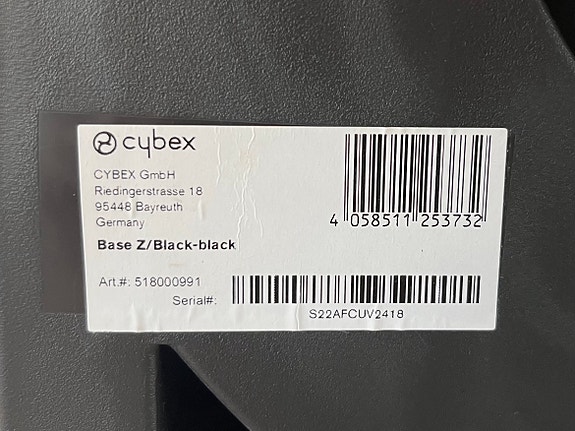 cybex
CYBEX GmbH
Riedingerstrasse 18
95448 Bayreuth
Germany
Base Z/Black-black
4 058511 253732
Art.#: 518000991
Serial#:
S22AFCUV2418